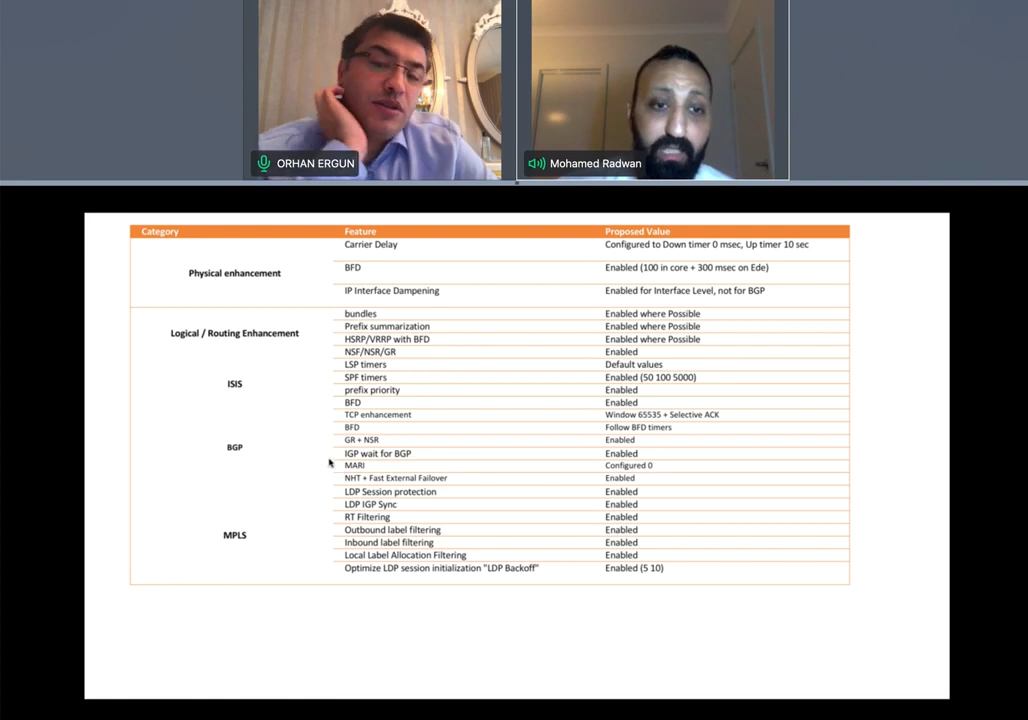 ORHAN ERGUN
Mohamed Radwan
Category Feature Proposed Value
Carrier Delay Configured to Down timer 0 msec, Up timer 10 sec
Physical enhancement BFD Enabled (100 in core + 300 msec on Ede)
IP Interface Dampening Enabled for Interface Level, not for BGP
bundles Enabled where Possible
Prefix summarization Enabled where Possible
Logical / Routing Enhancement HSRP/VRRP with BFD Enabled where Possible
NSF/NSR/GR Enabled
LSP timers Default values
ISIS SPF timers Enabled (50 100 5000)
prefix priority Enabled
BFD Enabled
TCP enhancement Window 65535 + Selective ACK
BFD Follow BFD timers
GR + NSR Enabled
BGP IGP wait for BGP Enabled
MARI Configured 0
NHT + Fast External Failover Enabled
LDP Session protection Enabled
LDP IGP Sync Enabled
RT Filtering Enabled
Outbound label filtering Enabled
MPLS Inbound label filtering Enabled
Local Label Allocation Filtering Enabled
Optimize LDP session initialization "LDP Backoff" Enabled (5 10)